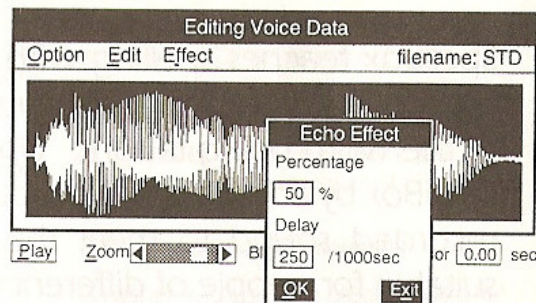 Editing Voice Data
Option Edit Effect filename: STD
Echo Effect
Percentage
50 %
Delay
Play Zoom Bl or 0.00 sec
250 /1000sec
OK Exit